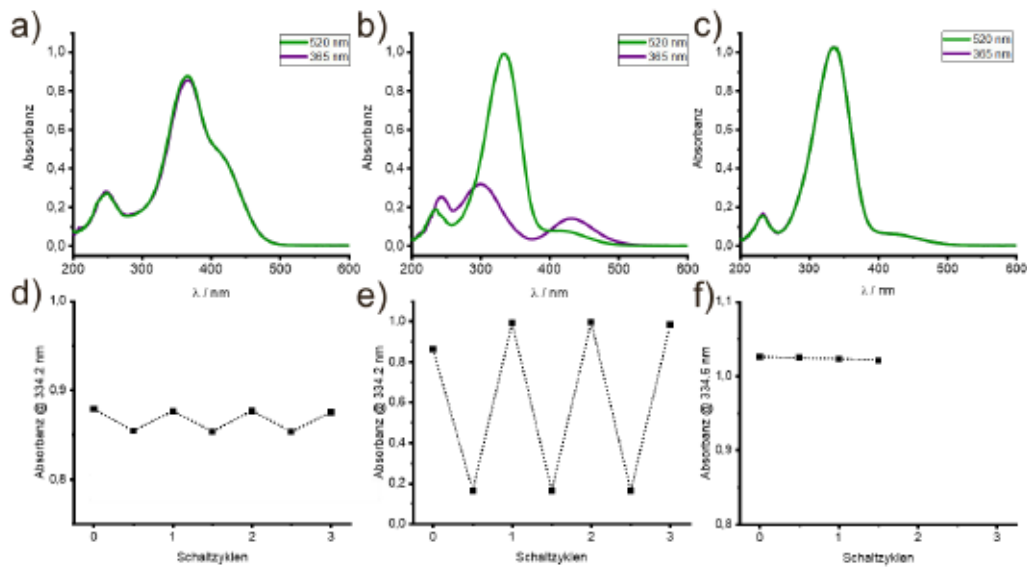 a)
520 nm
365 nm
1,0
0,8
0,6
0,4
0,2
0,0
Absorbanz
200 300 400 500 600
λ / nm
b)
520 nm
365 nm
1,0
0,8
0,6
0,4
0,2
0,0
Absorbanz
200 300 400 500 600
λ / nm
c)
520 nm
365 nm
1,0
0,8
0,6
0,4
0,2
0,0
Absorbanz
200 300 400 500 600
λ / nm
d)
1,0
0,9
0,8
Absorbanz @ 334.2 nm
0 1 2 3
Schaltzyklen
e)
1,0
0,8
0,6
0,4
0,2
0,0
Absorbanz @ 334.2 nm
0 1 2 3
Schaltzyklen
f)
1,1
1,0
0,9
0,8
Absorbanz @ 334.6 nm
0 1 2 3
Schaltzyklen